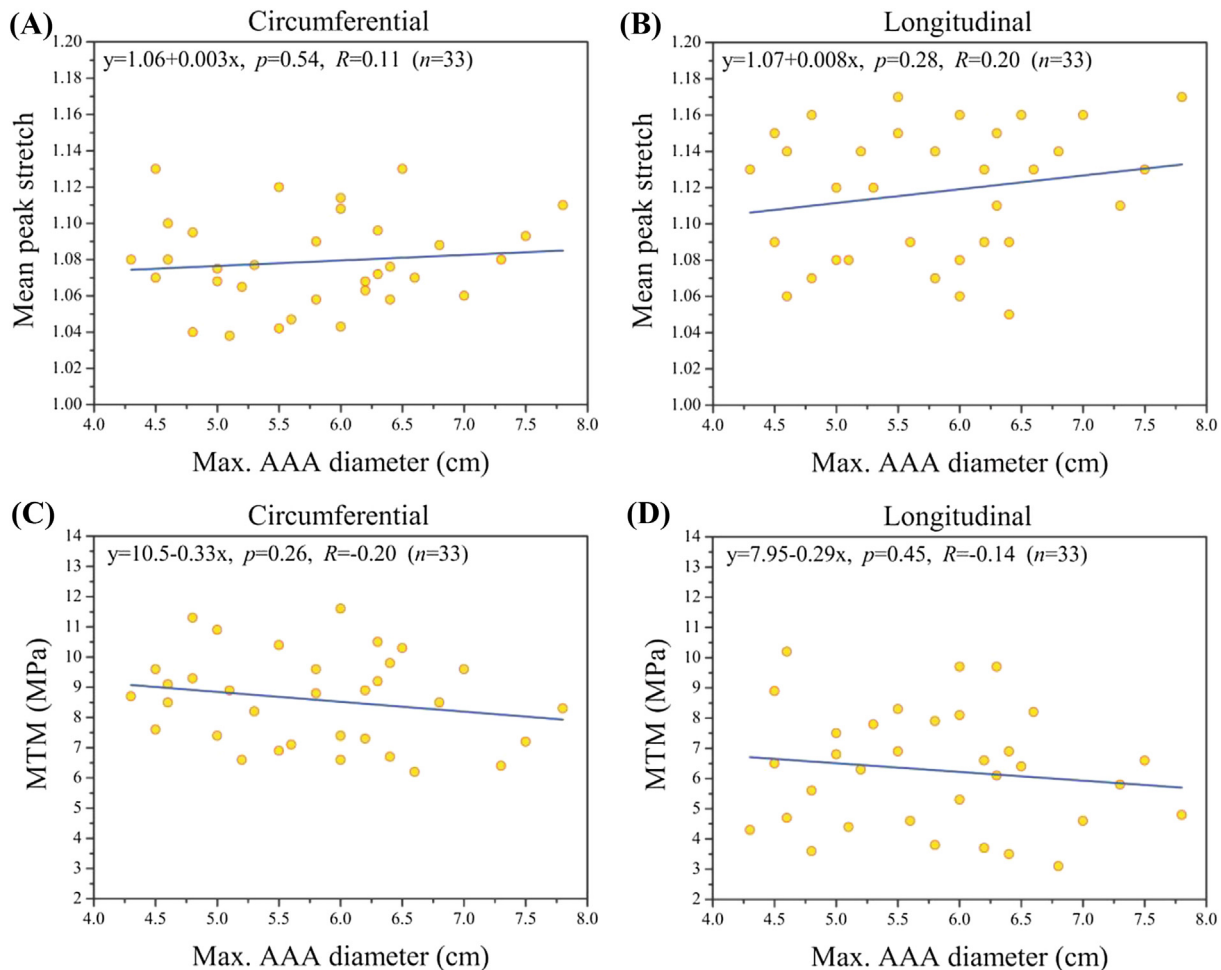 (A) Circumferential
y=1.06+0.003x, p=0.54, R=0.11 (n=33)
Mean peak stretch
1.20
1.18
1.16
1.14
1.12
1.10
1.08
1.06
1.04
1.02
1.00
4.0 4.5 5.0 5.5 6.0 6.5 7.0 7.5 8.0
Max. AAA diameter (cm)
(B) Longitudinal
y=1.07+0.008x, p=0.28, R=0.20 (n=33)
Mean peak stretch
1.20
1.18
1.16
1.14
1.12
1.10
1.08
1.06
1.04
1.02
1.00
4.0 4.5 5.0 5.5 6.0 6.5 7.0 7.5 8.0
Max. AAA diameter (cm)
(C) Circumferential
y=10.5-0.33x, p=0.26, R=-0.20 (n=33)
MTM (MPa)
14
13
12
11
10
9
8
7
6
5
4
3
2
4.0 4.5 5.0 5.5 6.0 6.5 7.0 7.5 8.0
Max. AAA diameter (cm)
(D) Longitudinal
y=7.95-0.29x, p=0.45, R=-0.14 (n=33)
MTM (MPa)
14
13
12
11
10
9
8
7
6
5
4
3
2
4.0 4.5 5.0 5.5 6.0 6.5 7.0 7.5 8.0
Max. AAA diameter (cm)